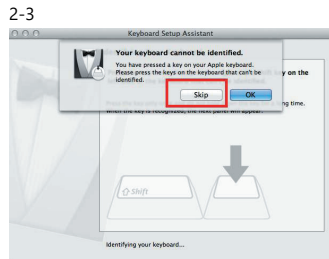 2-3
Keyboard Setup Assistant
Your keyboard cannot be identified.
You have pressed a key on your Apple keyboard.
Please press the keys on the keyboard that can't be
identified.
key on the
Skip
OK
time.
when the key is recognized, the next panel will appear.
Shift
Identifying your keyboard...